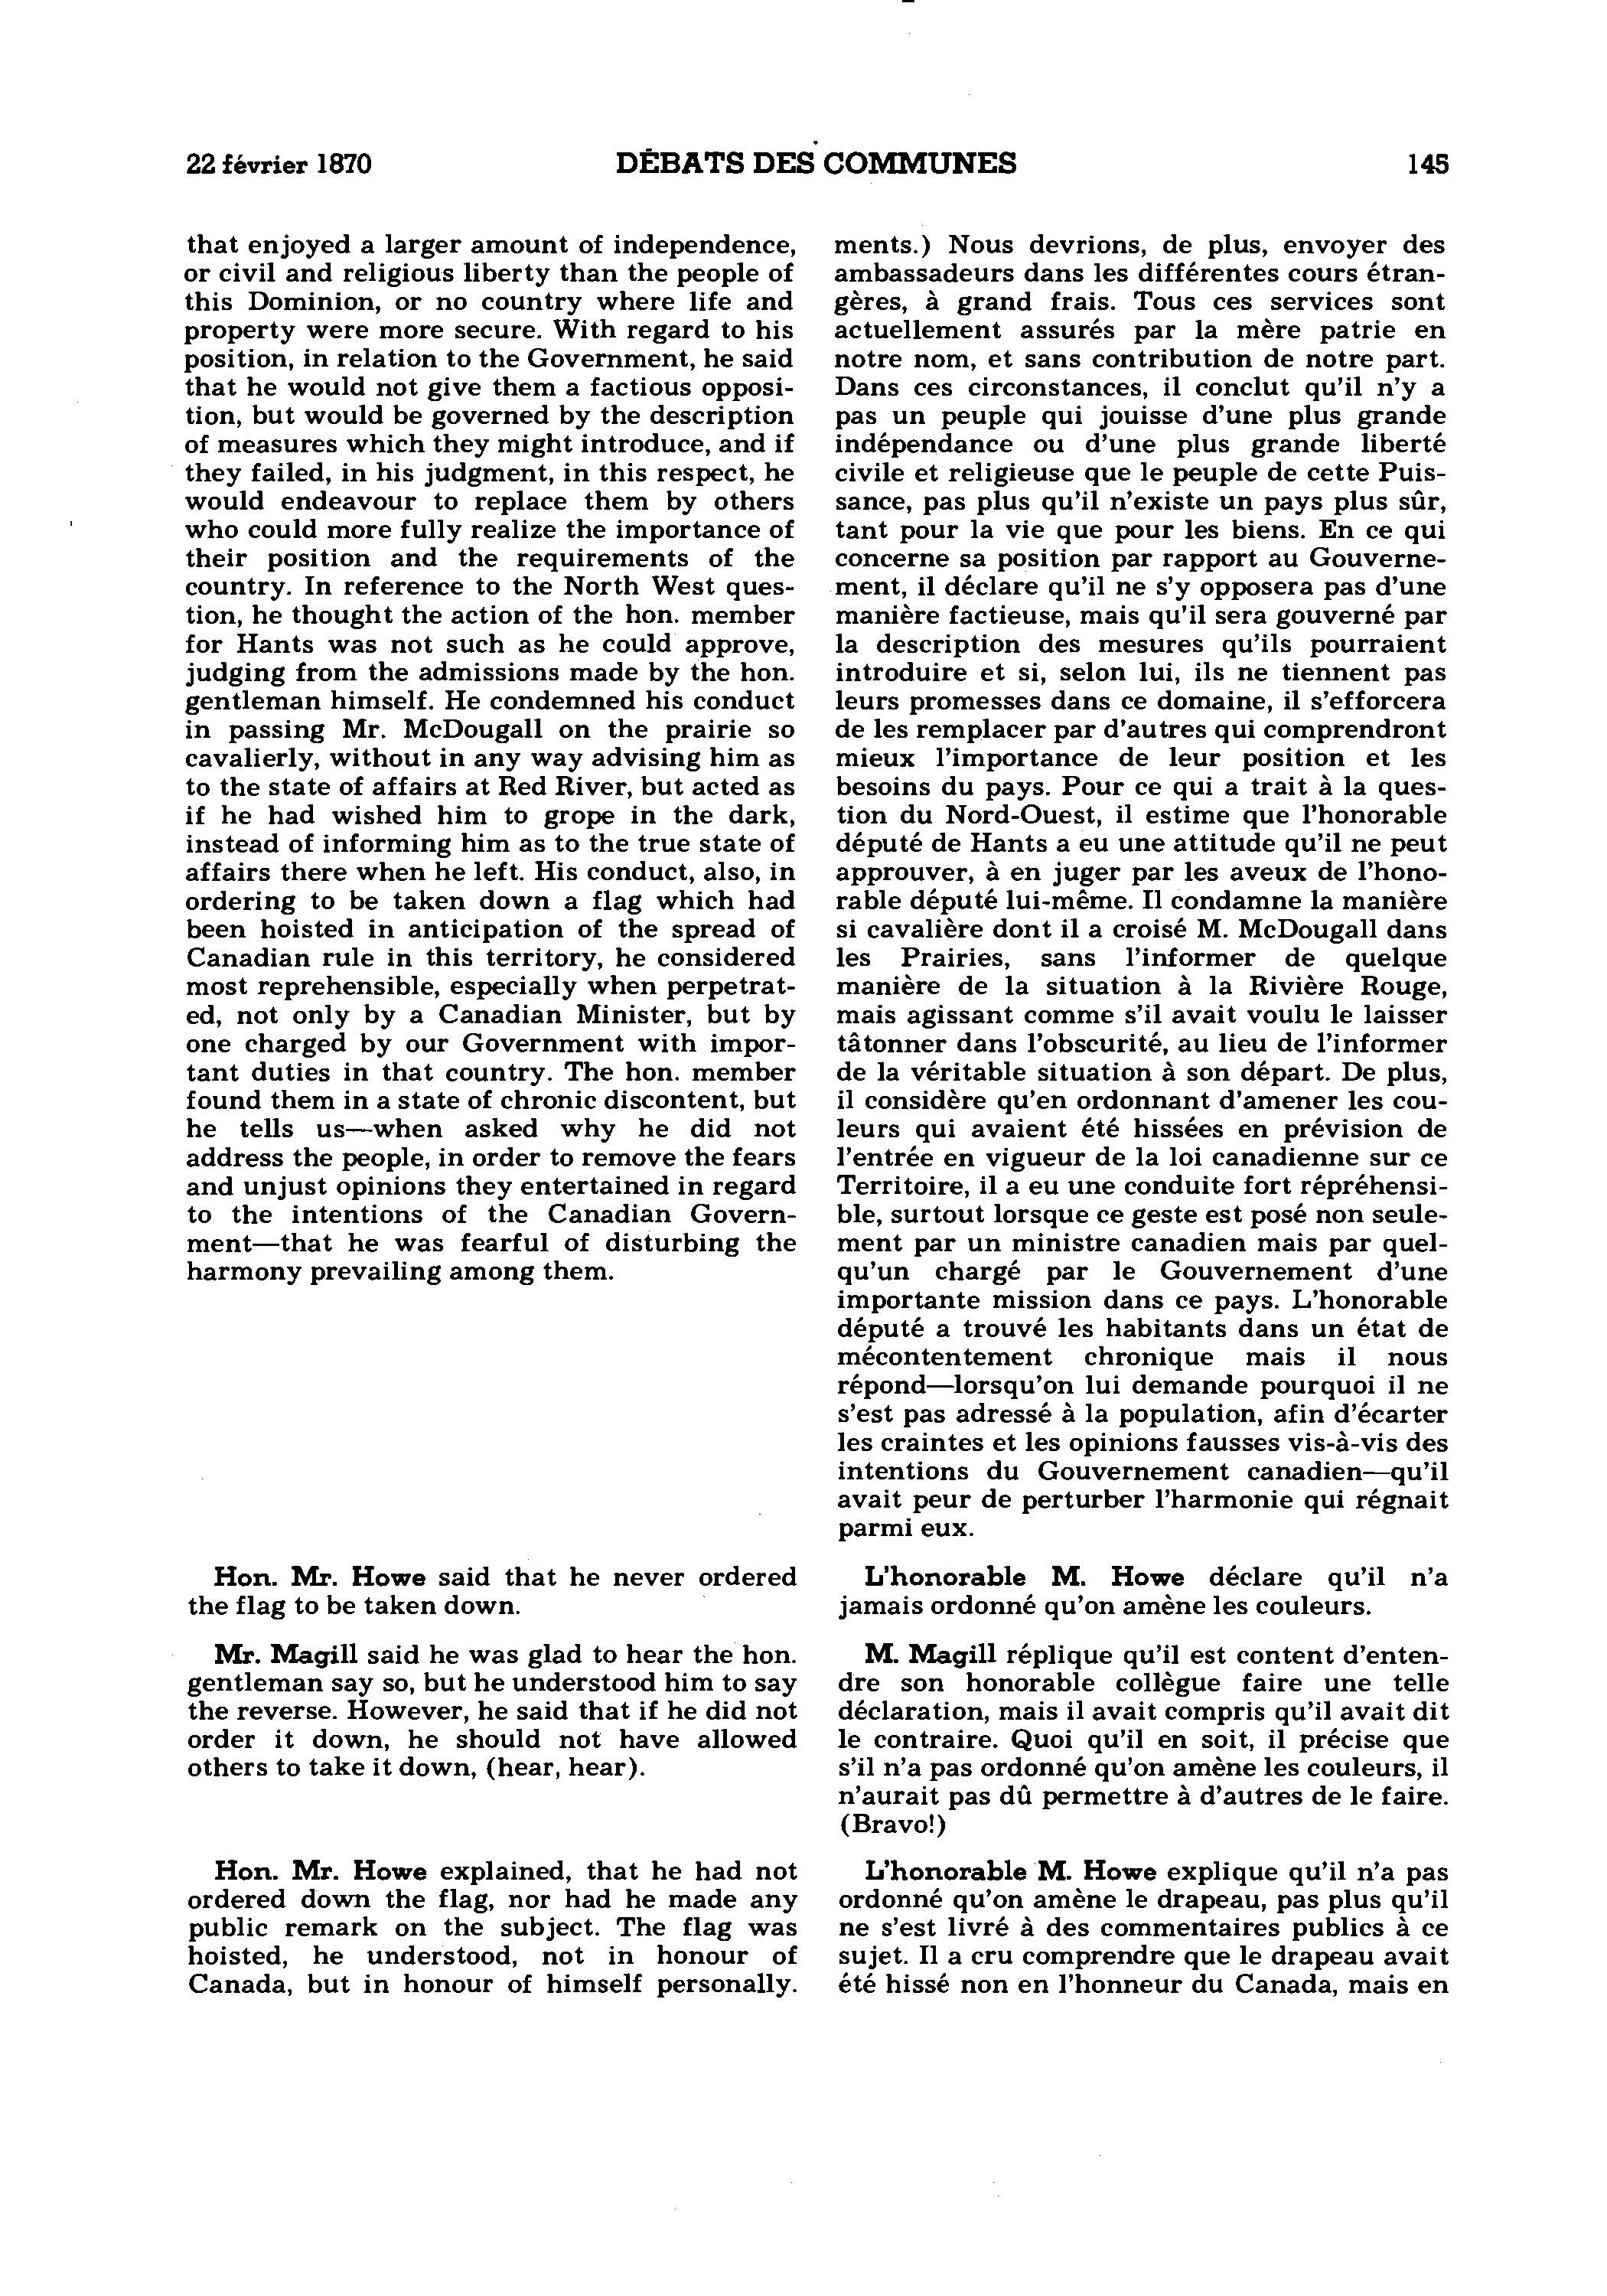 22 février 1870
DÉBATS DES COMMUNES
145
that enjoyed a larger amount of independence,
or civil and religious liberty than the people of
this Dominion, or no country where life and
property were more secure. With regard to his
position, in relation to the Government, he said
that he would not give them a factious opposi-
tion, but would be governed by the description
of measures which they might introduce, and if
they failed, in his judgment, in this respect, he
would endeavour to replace them by others
who could more fully realize the importance of
their position and the requirements of the
country. In reference to the North West ques-
tion, he thought the action of the hon. member
for Hants was not such as he could approve,
judging from the admissions made by the hon.
gentleman himself. He condemned his conduct
in passing Mr. McDougall on the prairie so
cavalierly, without in any way advising him as
to the state of affairs at Red River, but acted as
if he had wished him to grope in the dark,
instead of informing him as to the true state of
affairs there when he left. His conduct, also, in
ordering to be taken down a flag which had
been hoisted in anticipation of the spread of
Canadian rule in this territory, he considered
most reprehensible, especially when perpetrat-
ed, not only by a Canadian Minister, but by
one charged by our Government with impor-
tant duties in that country. The hon. member
found them in a state of chronic discontent, but
he tells us—when asked why he did not
address the people, in order to remove the fears
and unjust opinions they entertained in regard
to the intentions of the Canadian Govern-
ment—that he was fearful of disturbing the
harmony prevailing among them.
Hon. Mr. Howe said that he never ordered
the flag to be taken down.
Mr. Magill said he was glad to hear the hon.
gentleman say so, but he understood him to say
the reverse. However, he said that if he did not
order it down, he should not have allowed
others to take it down, (hear, hear).
Hon. Mr. Howe explained, that he had not
ordered down the flag, nor had he made any
public remark on the subject. The flag was
hoisted, he understood, not in honour of
Canada, but in honour of himself personally.
ments.) Nous devrions, de plus, envoyer des
ambassadeurs dans les différentes cours étran-
gères, à grand frais. Tous ces services sont
actuellement assurés par la mère patrie en
notre nom, et sans contribution de notre part.
Dans ces circonstances, il conclut qu'il n'y a
pas un peuple qui jouisse d'une plus grande
indépendance ou d'une plus grande liberté
civile et religieuse que le peuple de cette Puis-
sance, pas plus qu'il n'existe un pays plus sûr,
tant pour la vie que pour les biens. En ce qui
concerne sa position par rapport au Gouverne-
ment, il déclare qu'il ne s'y opposera pas d'une
manière factieuse, mais qu'il sera gouverné par
la description des mesures qu'ils pourraient
introduire et si, selon lui, ils ne tiennent pas
leurs promesses dans ce domaine, il s'efforcera
de les remplacer par d'autres qui comprendront
mieux l'importance de leur position et les
besoins du pays. Pour ce qui a trait à la ques-
tion du Nord-Ouest, il estime que l'honorable
député de Hants a eu une attitude qu'il ne peut
approuver, à en juger par les aveux de l'hono-
rable député lui-même. Il condamne la manière
si cavalière dont il a croisé M. McDougall dans
les Prairies, sans l'informer de quelque
manière de la situation à la Rivière Rouge,
mais agissant comme s'il avait voulu le laisser
tâtonner dans l'obscurité, au lieu de l'informer
de la véritable situation à son départ. De plus,
il considère qu'en ordonnant d'amener les cou-
leurs qui avaient été hissées en prévision de
l'entrée en vigueur de la loi canadienne sur ce
Territoire, il a eu une conduite fort répréhensi-
ble, surtout lorsque ce geste est posé non seule-
ment par un ministre canadien mais par quel-
qu'un chargé par le Gouvernement d'une
importante mission dans ce pays. L'honorable
député a trouvé les habitants dans un état de
mécontentement chronique mais il nous
répond—lorsqu'on lui demande pourquoi il ne
s'est pas adressé à la population, afin d'écarter
les craintes et les opinions fausses vis-à-vis des
intentions du Gouvernement canadien—qu'il
avait peur de perturber l'harmonie qui régnait
parmi eux.
L'honorable M. Howe déclare qu'il n'a
jamais ordonné qu'on amène les couleurs.
M. Magill réplique qu'il est content d'enten-
dre son honorable collègue faire une telle
déclaration, mais il avait compris qu'il avait dit
le contraire. Quoi qu'il en soit, il précise que
s'il n'a pas ordonné qu'on amène les couleurs, il
n'aurait pas dû permettre à d'autres de le faire.
(Bravo!)
L'honorable M. Howe explique qu'il n'a pas
ordonné qu'on amène le drapeau, pas plus qu'il
ne s'est livré à des commentaires publics à ce
sujet. Il a cru comprendre que le drapeau avait
été hissé non en l'honneur du Canada, mais en